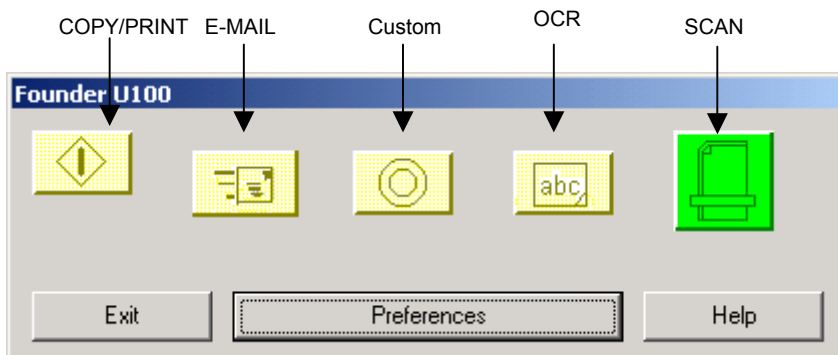 COPY/PRINT E-MAIL Custom OCR SCAN
Founder U100
abc
Exit Preferences Help